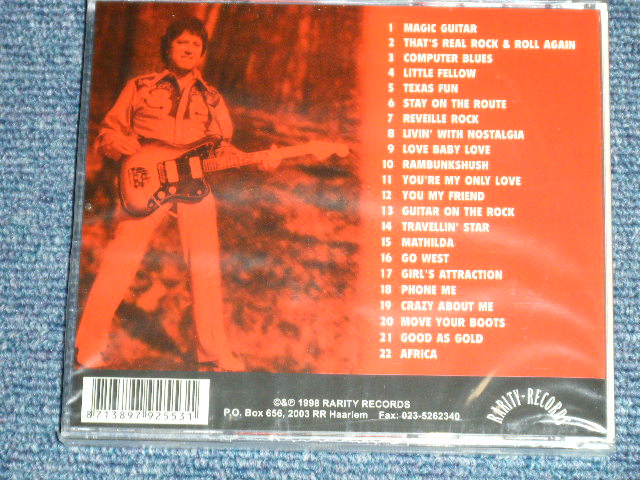 1 MAGIC GUITAR
2 THAT'S REAL ROCK & ROLL AGAIN
3 COMPUTER BLUES
4 LITTLE FELLOW
5 TEXAS FUN
6 STAY ON THE ROUTE
7 REVEILLE ROCK
8 LIVIN' WITH NOSTALGIA
9 LOVE BABY LOVE
10 RAMBUNKSHUSH
11 YOU'RE MY ONLY LOVE
12 YOU MY FRIEND
13 GUITAR ON THE ROCK
14 TRAVELLIN' STAR
15 MATHILDA
16 GO WEST
17 GIRL'S ATTRACTION
18 PHONE ME
19 CRAZY ABOUT ME
20 MOVE YOUR BOOTS
21 GOOD AS GOLD
22 AFRICA
8 713897 925531
©&℗ 1998 RARITY RECORDS
P.O. Box 656, 2003 RR Haarlem Fax: 023-5262340
RARITY-RECORDS